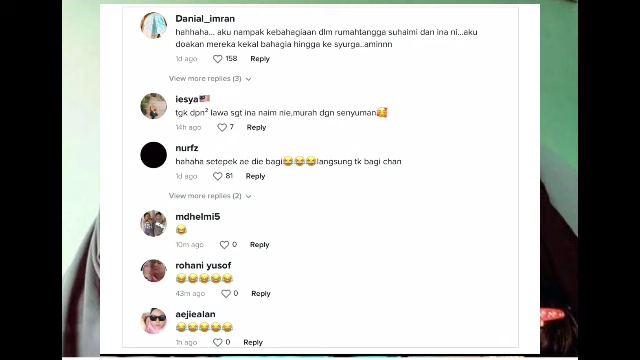 Danial_imran
hahhaha... aku nampak kebahagiaan dlm rumahtangga suhaimi dan ina ni...aku
doakan mereka kekal bahagia hingga ke syurga..aminnn
1d ago 158 Reply
View more replies (3)
iesya🇲🇾
tgk dpn² lawa sgt ina naim nie,murah dgn senyuman🥰
14h ago 7 Reply
nurfz
hahaha setepek ae die bagi😂😂😂langsung tk bagi chan
1d ago 81 Reply
View more replies (2)
mdhelmi5
😂
10m ago 0 Reply
rohani yusof
😂😂😂😂😂
43m ago 0 Reply
aejiealan
😂😂😂😂😂
1h ago 0 Reply